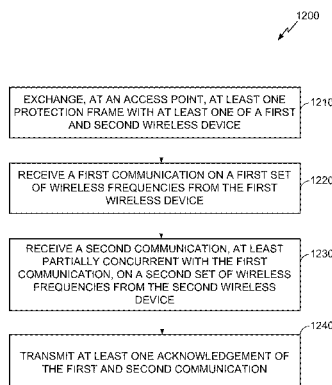 1200
EXCHANGE, AT AN ACCESS POINT, AT LEAST ONE
PROTECTION FRAME WITH AT LEAST ONE OF A FIRST
AND SECOND WIRELESS DEVICE
1210
RECEIVE A FIRST COMMUNICATION ON A FIRST SET
OF WIRELESS FREQUENCIES FROM THE FIRST
WIRELESS DEVICE
1220
RECEIVE A SECOND COMMUNICATION, AT LEAST
PARTIALLY CONCURRENT WITH THE FIRST
COMMUNICATION, ON A SECOND SET OF WIRELESS
FREQUENCIES FROM THE SECOND WIRELESS
DEVICE
1230
TRANSMIT AT LEAST ONE ACKNOWLEDGEMENT OF
THE FIRST AND SECOND COMMUNICATION
1240